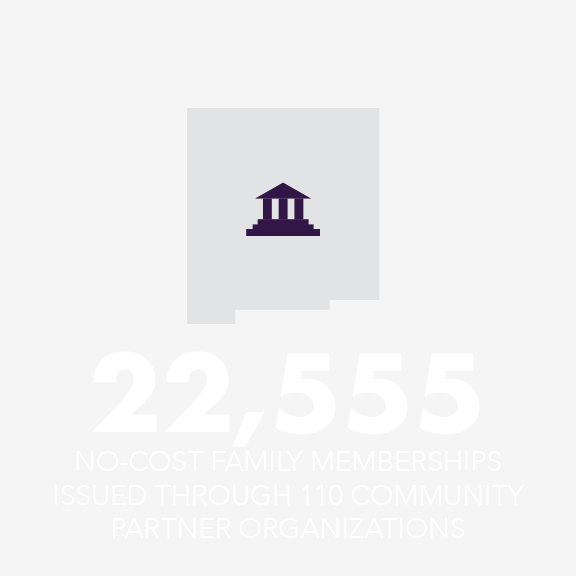 22,555
NO-COST FAMILY MEMBERSHIPS
ISSUED THROUGH 110 COMMUNITY
PARTNER ORGANIZATIONS